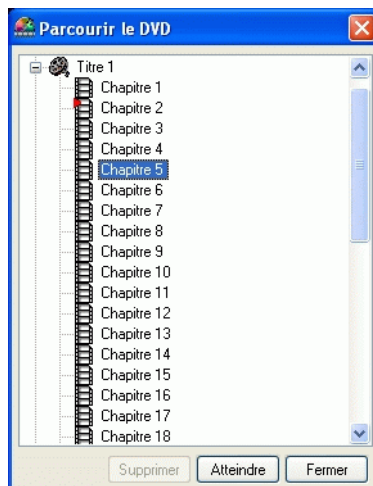 Parcourir le DVD
Titre 1
Chapitre 1
Chapitre 2
Chapitre 3
Chapitre 4
Chapitre 5
Chapitre 6
Chapitre 7
Chapitre 8
Chapitre 9
Chapitre 10
Chapitre 11
Chapitre 12
Chapitre 13
Chapitre 14
Chapitre 15
Chapitre 16
Chapitre 17
Chapitre 18
Supprimer Atteindre Fermer